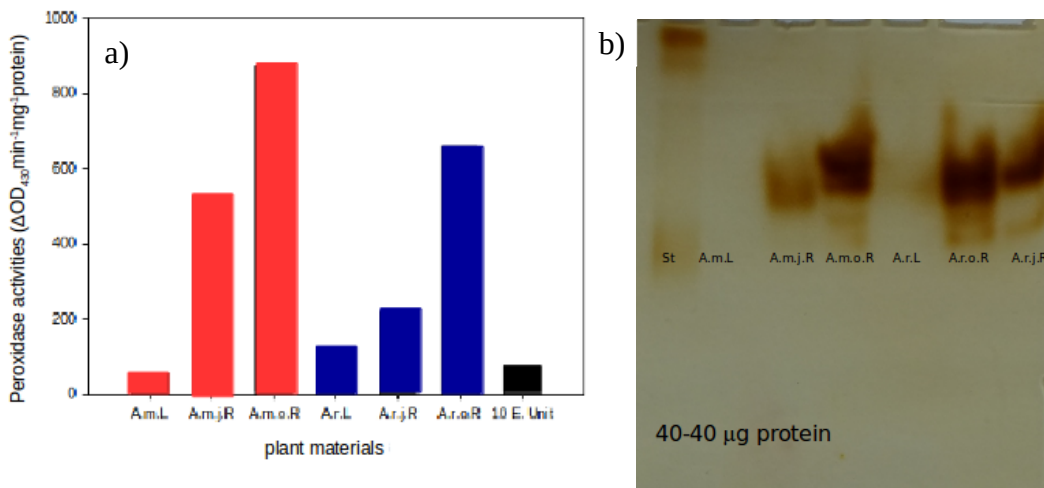 a)
Peroxidase activities (ΔOD₄₃₀min⁻¹mg⁻¹protein)
1000
800
600
400
200
0
A.m.L A.m.j.R A.m.o.R A.r.L A.r.j.R A.r.o.R 10 E. Unit
plant materials
b)
St A.m.L A.m.j.R A.m.o.R A.r.L A.r.o.R A.r.j.R
40-40 µg protein